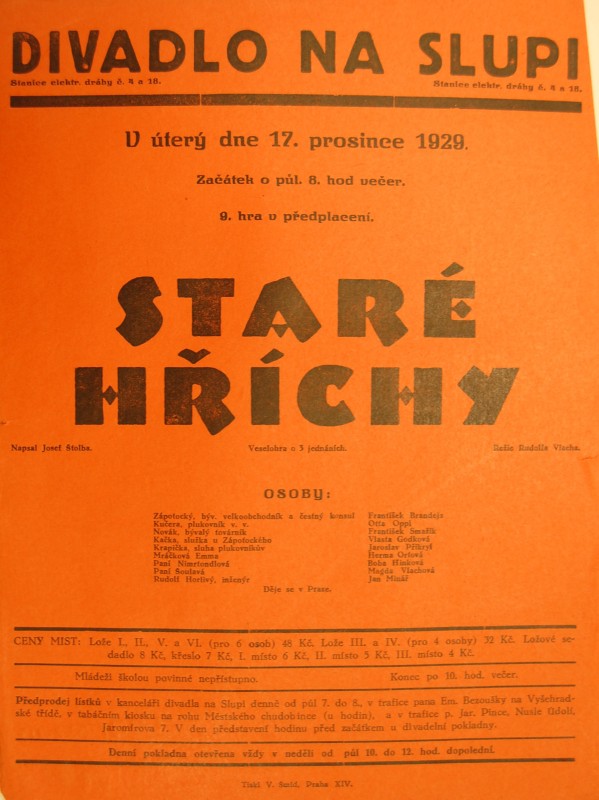 DIVADLO NA SLUPI
Stanice elektr. dráhy č. 4 a 18. Stanice elektr. dráhy č. 4 a 18.
V úterý dne 17. prosince 1929.
Začátek o půl. 8. hod večer.
9. hra v předplacení.
STARÉ
HŘÍCHY
Napsal Josef Štolba. Veselohra o 3 jednáních. Režie Rudolfa Vlacha.
OSOBY:
Zápotocký, býv. velkoobchodník a čestný konsul František Brandejs
Kučera, plukovník v. v. Otta Oppl
Novák, bývalý továrník František Smažík
Kačka, služka u Zápotockého Vlasta Gedková
Krapička, sluha plukovníkův Jaroslav Přikryl
Mráčková Emma Herma Orlová
Paní Nimrtondlová Boba Hinková
Paní Soulavá Magda Vlachová
Rudolf Horlivý, mlenýr Jan Minář
Děje se v Praze.
CENY MÍST: Lože I., II., V. a VI. (pro 6 osob) 48 Kč, Lože III. a IV. (pro 4 osoby) 32 Kč. Ložové se-
dadlo 8 Kč, křeslo 7 Kč, I. místo 6 Kč, II. místo 5 Kč, III. místo 4 Kč.
Mládeži školou povinné nepřístupno. Konec po 10. hod. večer.
Předprodej lístků v kanceláři divadla na Slupi denně od půl 7. do 8., v trafice pana Em. Bezoušky na Vyšehrad-
ské třídě, v tabáčním kiosku na rohu Městského chudobince (u hodin), a v trafice p. Jar. Pince, Nusle Údolí,
Jaromírova 7. V den představení hodinu před začátkem u divadelní pokladny.
Denní pokladna otevřena vždy v neděli od půl 10. do 12. hod. dopolední.
Tiskl V. Šmíd, Praha XIV.